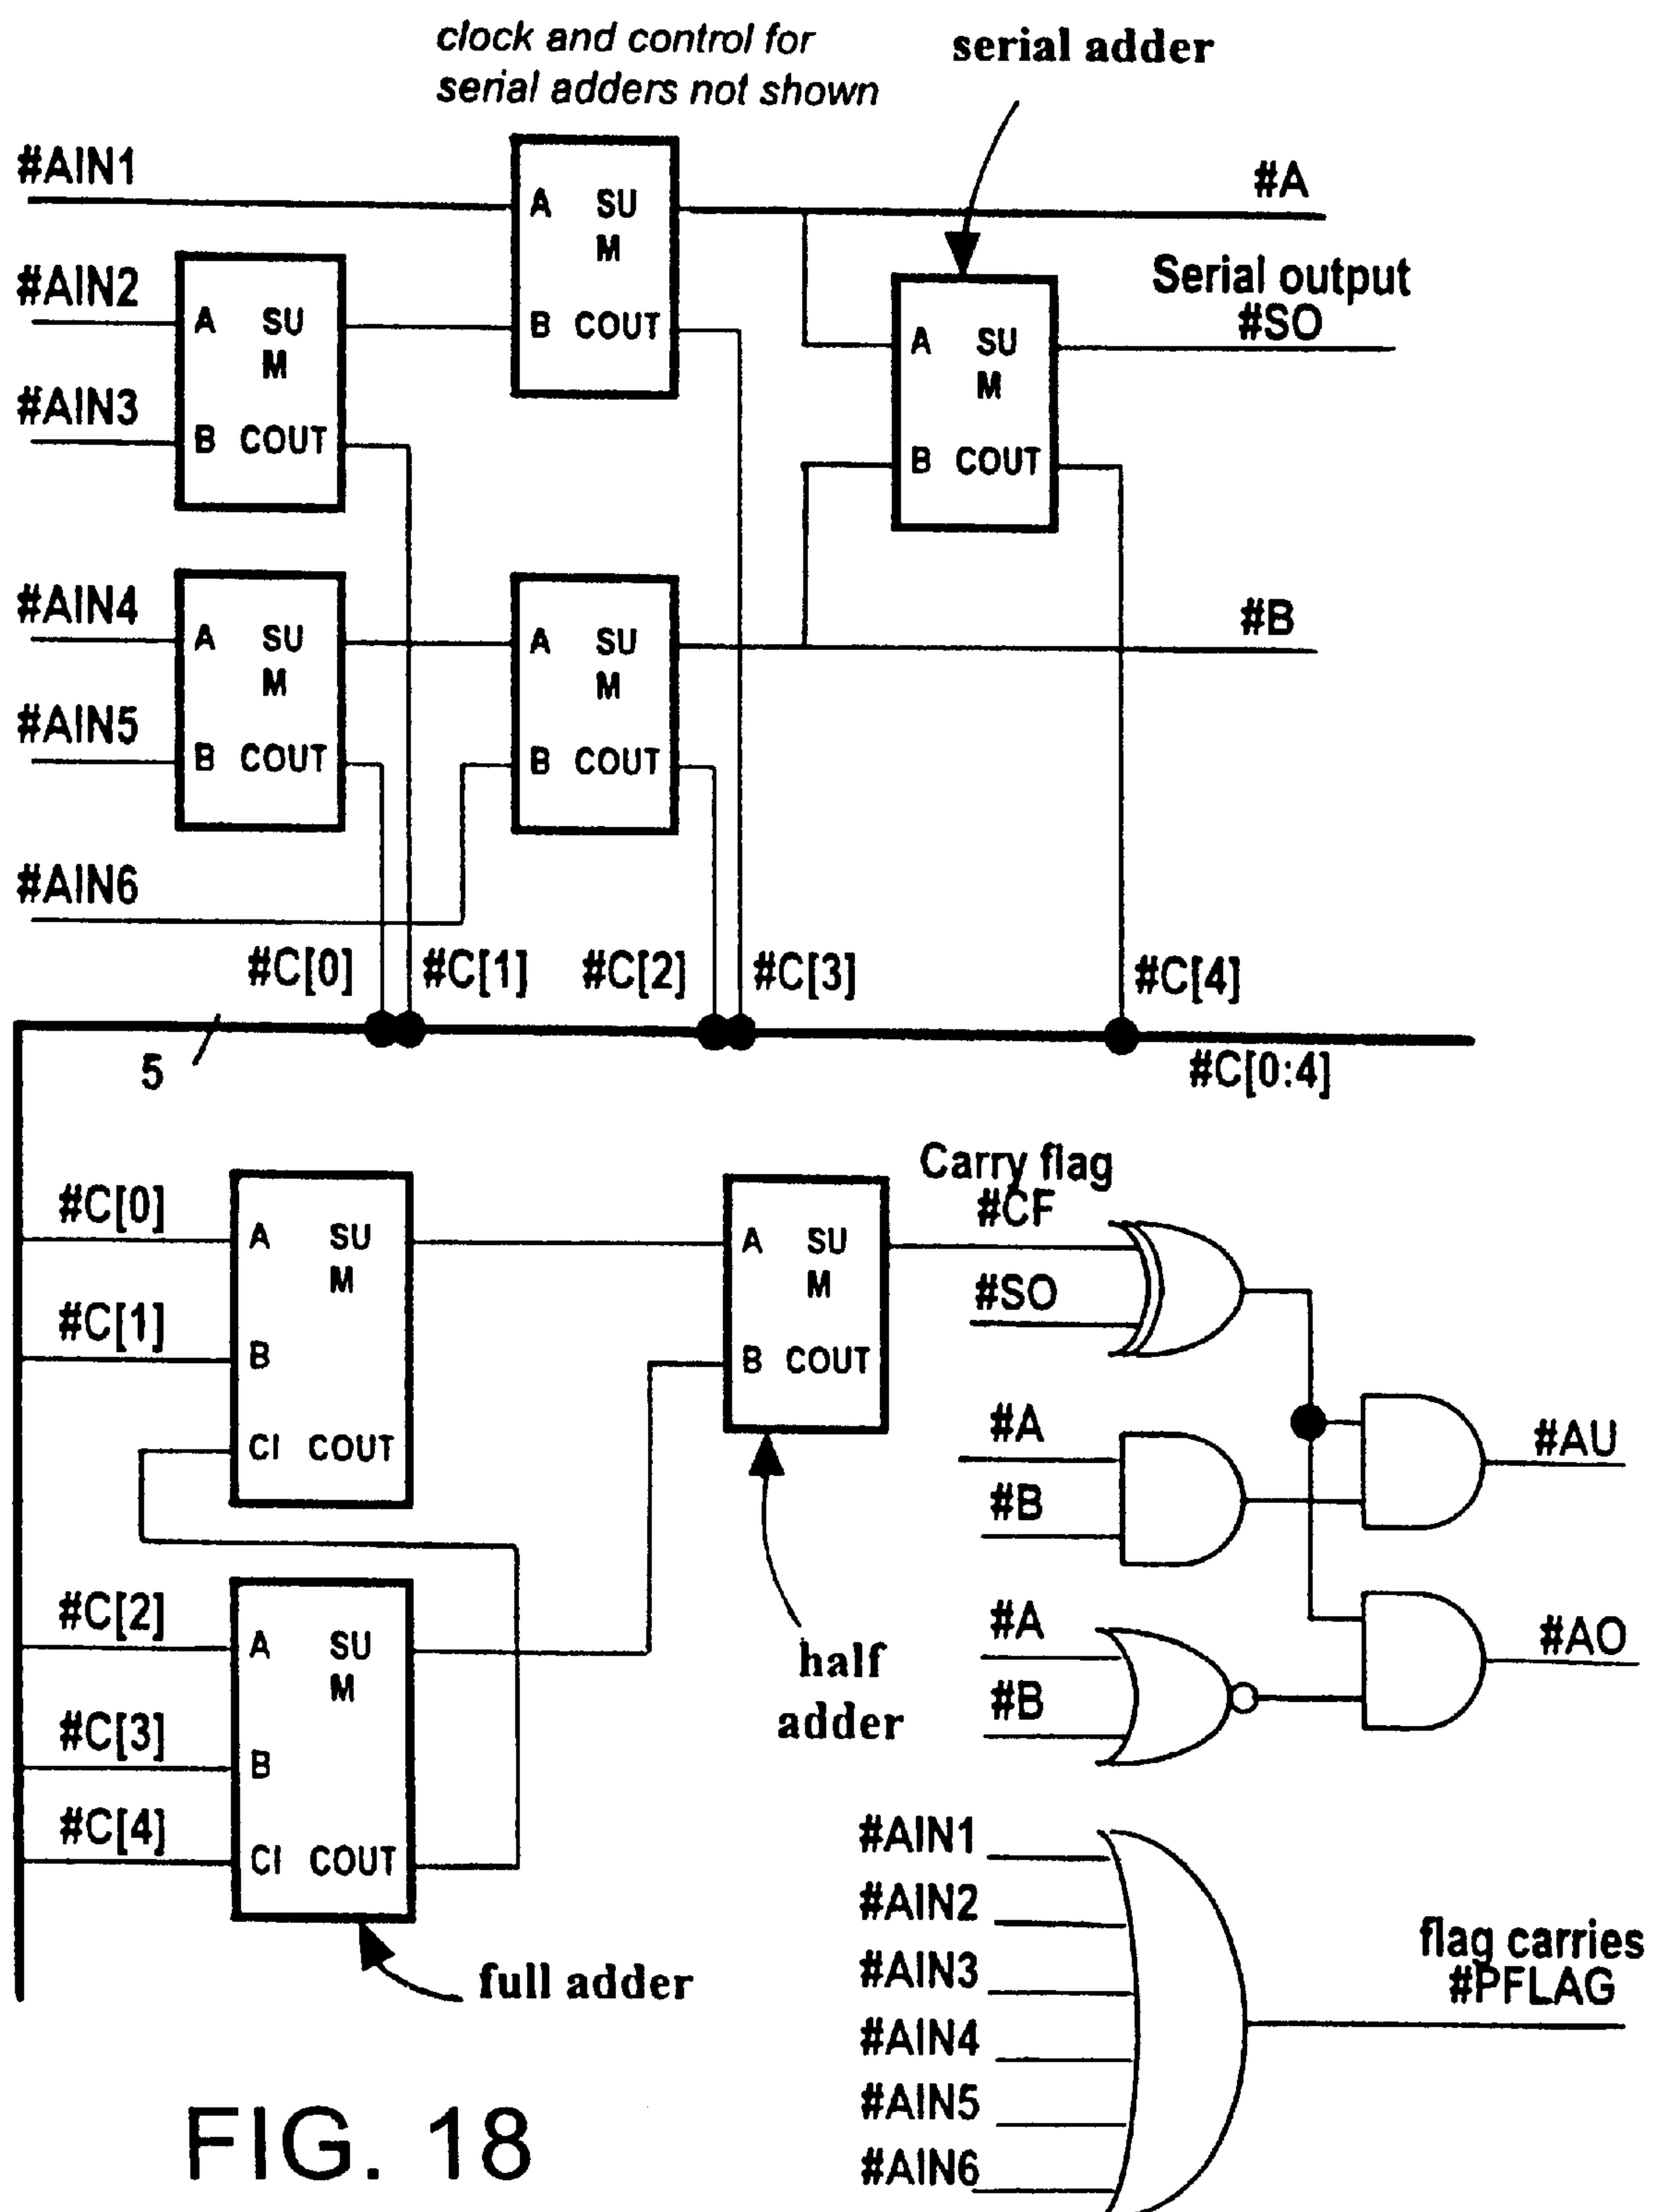 clock and control for
serial adders not shown
serial adder
#AIN1
A SU
M
B COUT
#A
#AIN2
A SU
M
#AIN3
B COUT
Serial output
#SO
A SU
M
B COUT
#AIN4
A SU
M
#AIN5
B COUT
A SU
M
B COUT
#B
#AIN6
#C[0]
#C[1]
#C[2]
#C[3]
#C[4]
5
#C[0:4]
#C[0]
A SU
M
#C[1]
B
CI COUT
A SU
M
B COUT
Carry flag
#CF
#SO
#A
#B
#AU
#C[2]
A SU
M
#C[3]
B
#C[4]
CI COUT
half
adder
#A
#B
#AO
full adder
#AIN1
#AIN2
#AIN3
#AIN4
#AIN5
#AIN6
flag carries
#PFLAG
FIG. 18